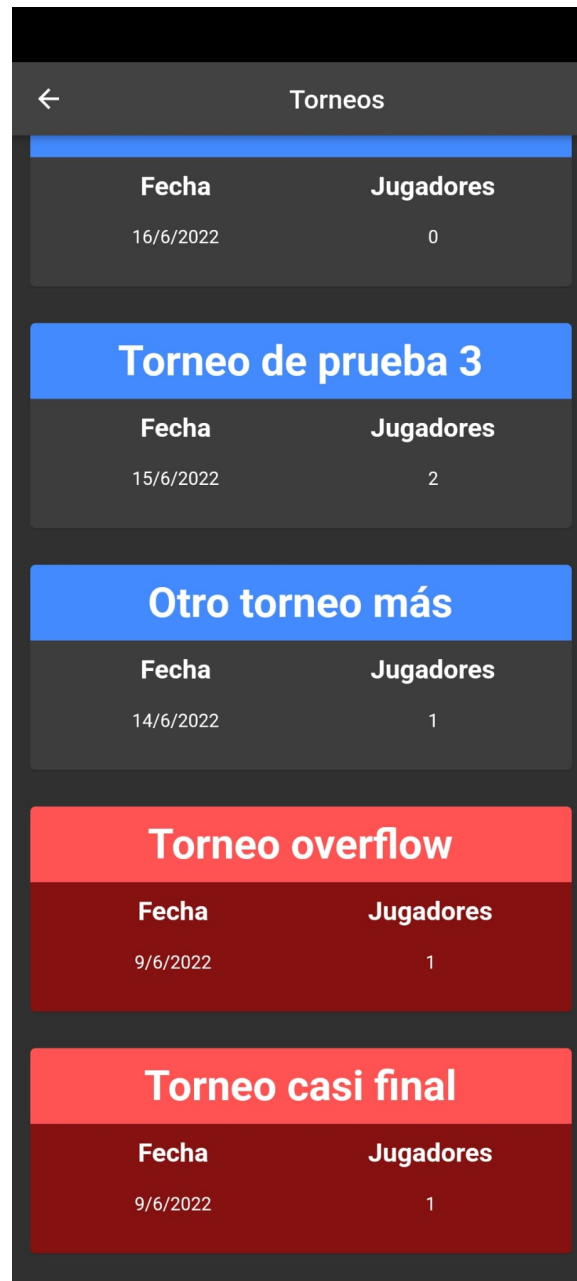 Torneos
Fecha Jugadores
16/6/2022 0
Torneo de prueba 3
Fecha Jugadores
15/6/2022 2
Otro torneo más
Fecha Jugadores
14/6/2022 1
Torneo overflow
Fecha Jugadores
9/6/2022 1
Torneo casi final
Fecha Jugadores
9/6/2022 1